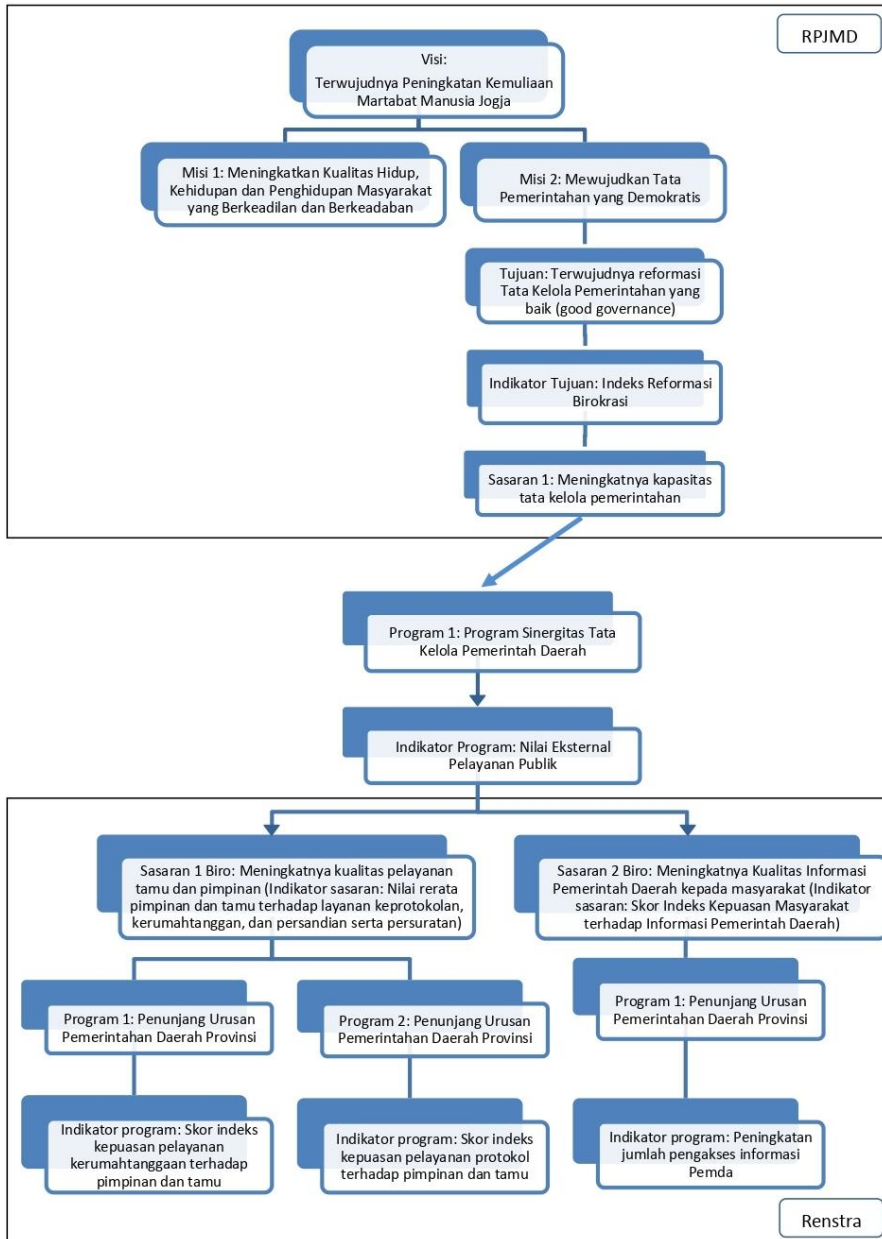 RPJMD
Visi:
Terwujudnya Peningkatan Kemuliaan
Martabat Manusia Jogja
Misi 1: Meningkatkan Kualitas Hidup,
Kehidupan dan Penghidupan Masyarakat
yang Berkeadilan dan Berkeadaban
Misi 2: Mewujudkan Tata
Pemerintahan yang Demokratis
Tujuan: Terwujudnya reformasi
Tata Kelola Pemerintahan yang
baik (good governance)
Indikator Tujuan: Indeks Reformasi
Birokrasi
Sasaran 1: Meningkatnya kapasitas
tata kelola pemerintahan
Program 1: Program Sinergitas Tata
Kelola Pemerintah Daerah
Indikator Program: Nilai Eksternal
Pelayanan Publik
Sasaran 1 Biro: Meningkatnya kualitas pelayanan
tamu dan pimpinan (Indikator sasaran: Nilai rerata
pimpinan dan tamu terhadap layanan keprotokolan,
kerumahtanggan, dan persandian serta persuratan)
Sasaran 2 Biro: Meningkatnya Kualitas Informasi
Pemerintah Daerah kepada masyarakat (Indikator
sasaran: Skor Indeks Kepuasan Masyarakat
terhadap Informasi Pemerintah Daerah)
Program 1: Penunjang Urusan
Pemerintahan Daerah Provinsi
Program 2: Penunjang Urusan
Pemerintahan Daerah Provinsi
Program 1: Penunjang Urusan
Pemerintahan Daerah Provinsi
Indikator program: Skor indeks
kepuasan pelayanan
kerumahtanggaan terhadap
pimpinan dan tamu
Indikator program: Skor indeks
kepuasan pelayanan protokol
terhadap pimpinan dan tamu
Indikator program: Peningkatan
jumlah pengakses informasi
Pemda
Renstra